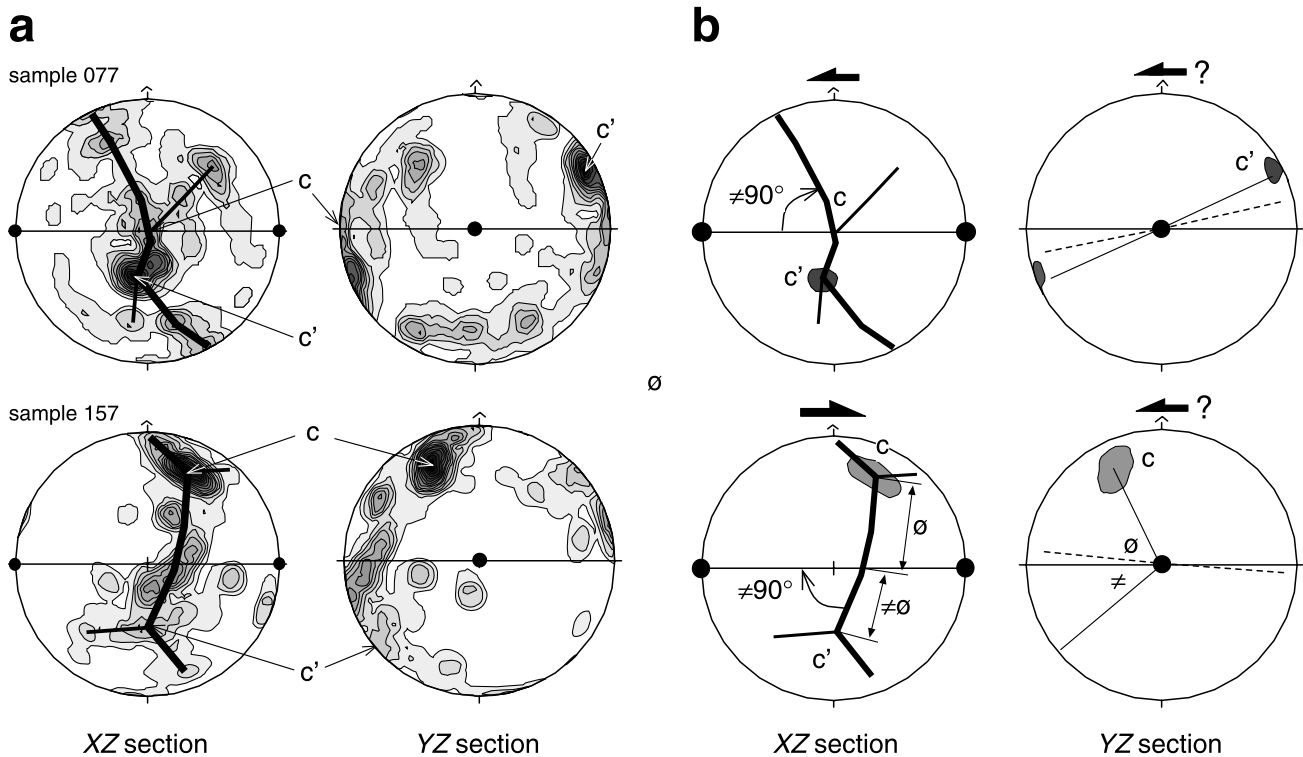 a
b
sample 077
c
c'
c'
≠90°
c
c'
?
c'
ø
sample 157
c
c'
c
ø
≠90°
≠ø
c'
?
c
ø
≠
XZ section
YZ section
XZ section
YZ section